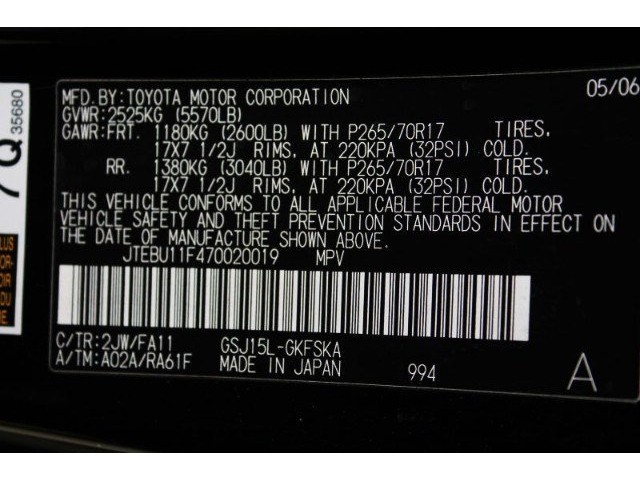 MFD.BY:TOYOTA MOTOR CORPORATION 05/06
GVWR:2525KG (5570LB)
GAWR:FRT. 1180KG (2600LB) WITH P265/70R17 TIRES,
17X7 1/2J RIMS, AT 220KPA (32PSI) COLD.
RR. 1380KG (3040LB) WITH P265/70R17 TIRES,
17X7 1/2J RIMS, AT 220KPA (32PSI) COLD.
THIS VEHICLE CONFORMS TO ALL APPLICABLE FEDERAL MOTOR
VEHICLE SAFETY AND THEFT PREVENTION STANDARDS IN EFFECT ON
THE DATE OF MANUFACTURE SHOWN ABOVE.
JTEBU11F470020019 MPV
C/TR:2JW/FA11 GSJ15L-GKFSKA
A/TM:A02A/RA61F MADE IN JAPAN 994 A
Q 35680